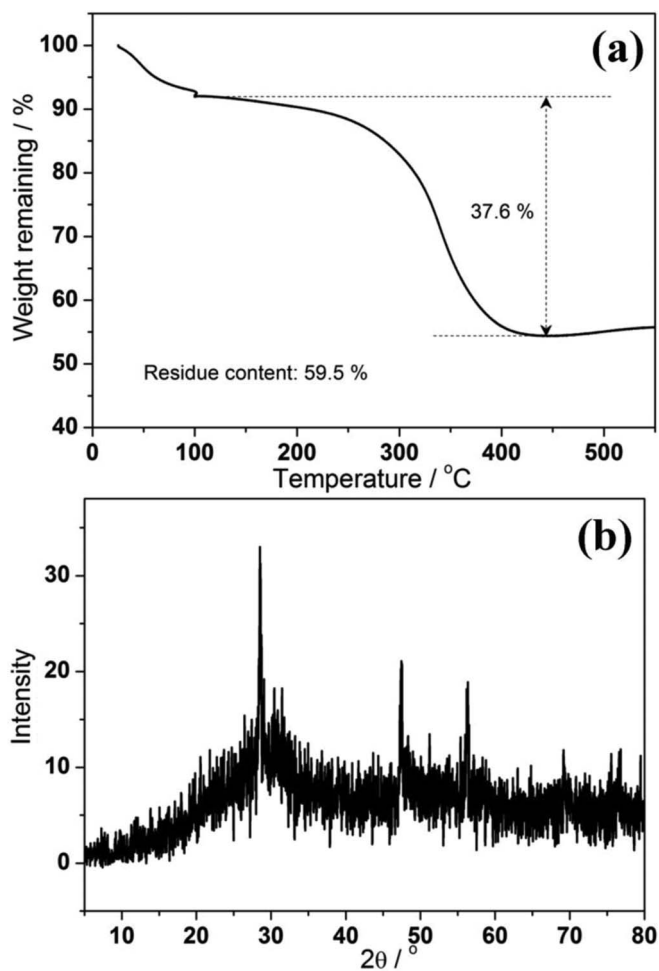 (a)
100
90
80
70
60
50
40
Weight remaining / %
37.6 %
Residue content: 59.5 %
0 100 200 300 400 500
Temperature / °C
(b)
30
20
10
0
Intensity
10 20 30 40 50 60 70 80
2θ / °